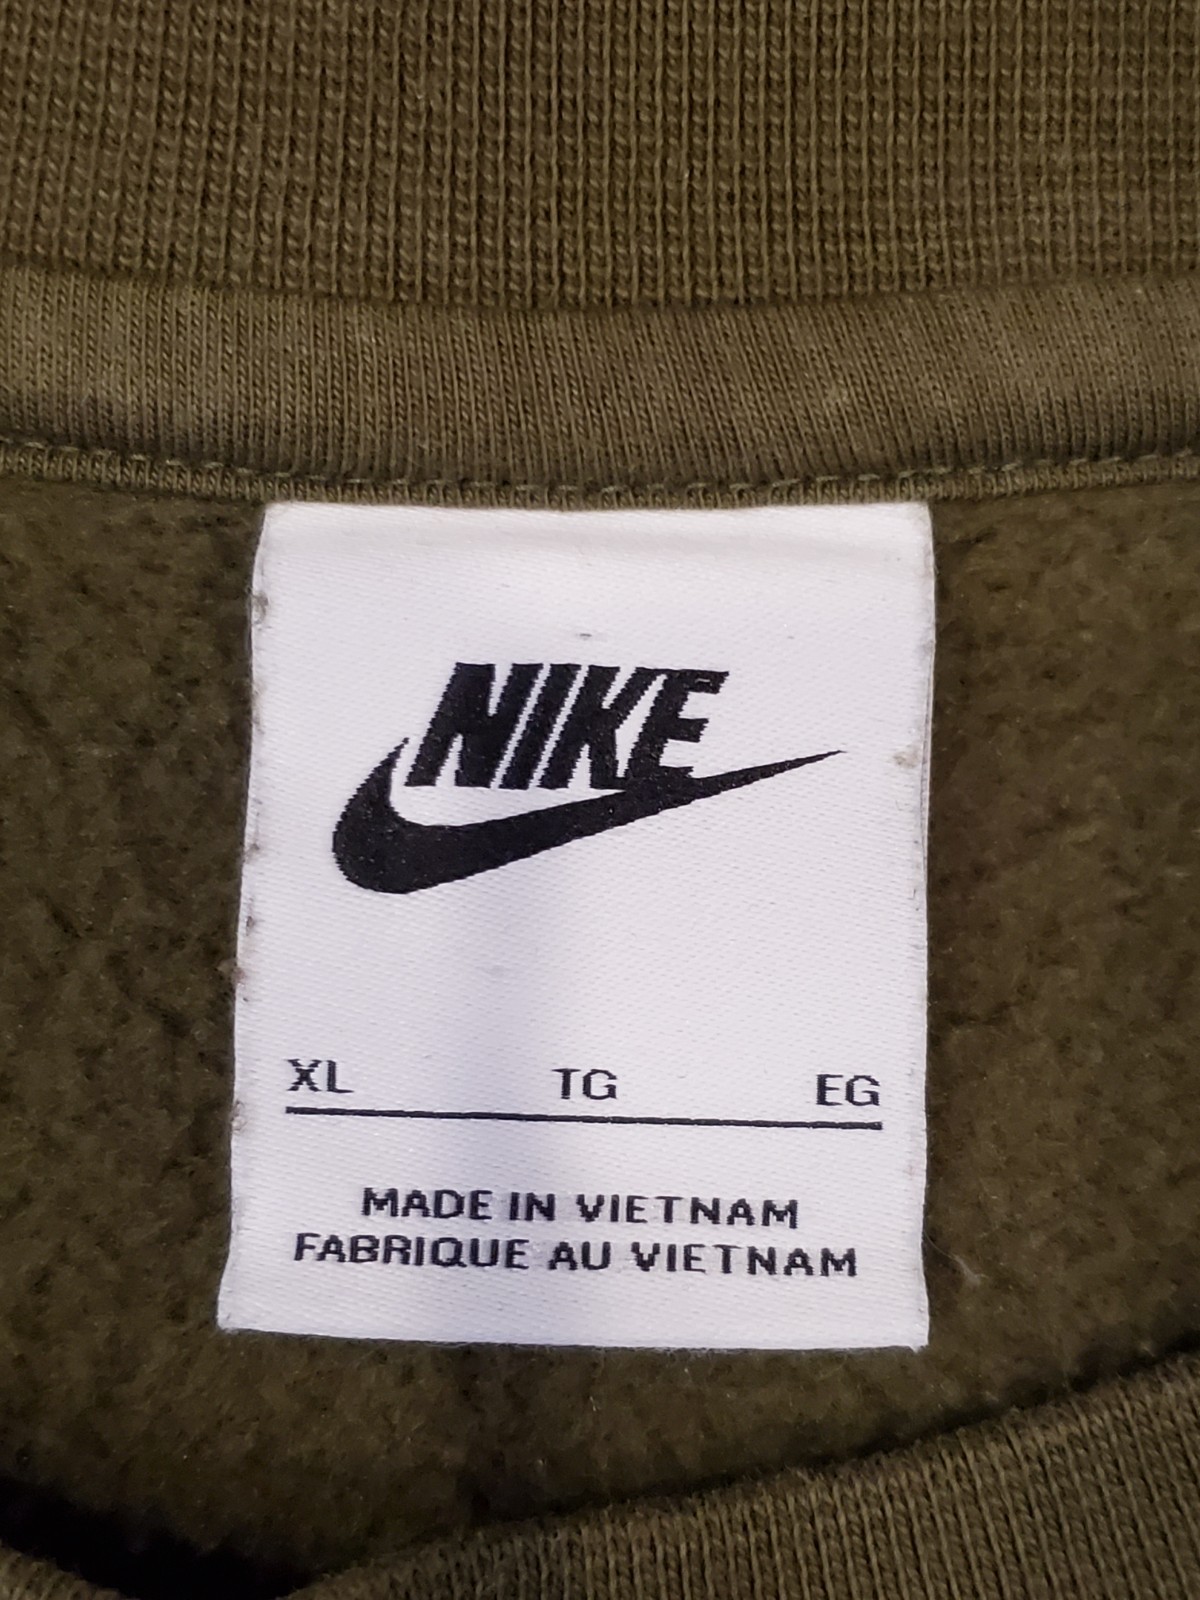 NIKE
XL TG EG
MADE IN VIETNAM
FABRIQUE AU VIETNAM